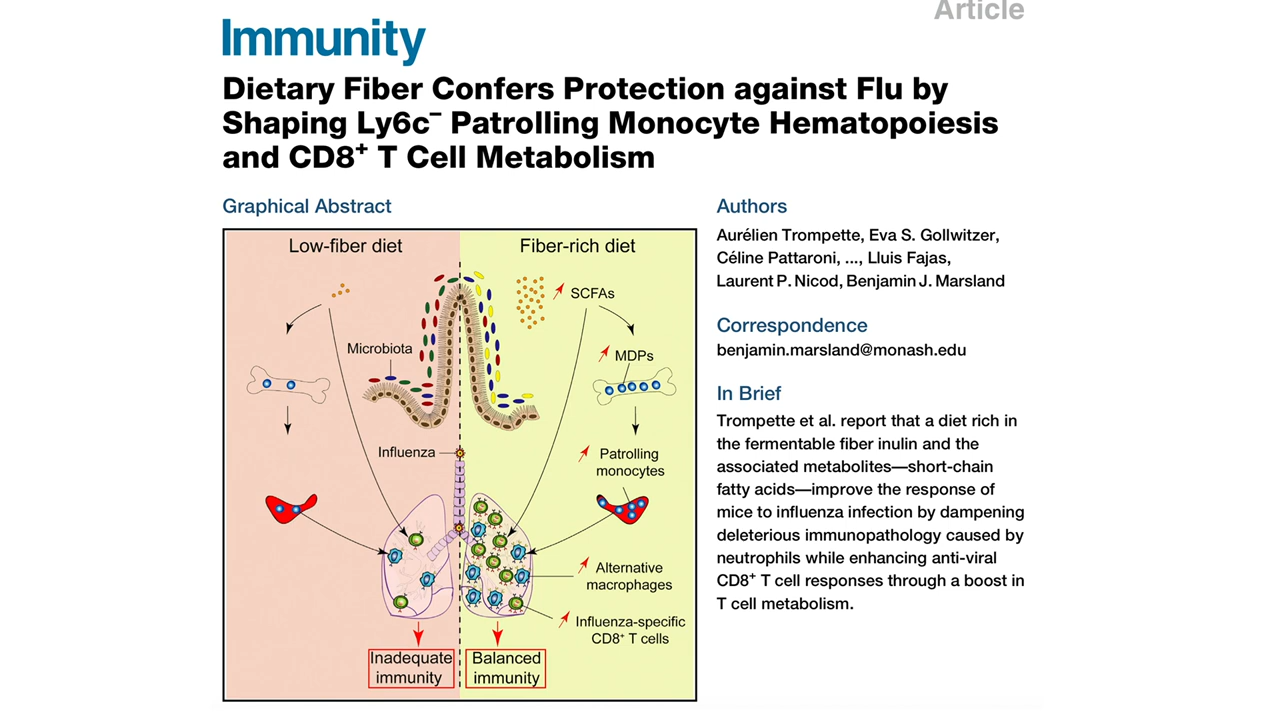 Article
Immunity
Dietary Fiber Confers Protection against Flu by
Shaping Ly6c⁻ Patrolling Monocyte Hematopoiesis
and CD8⁺ T Cell Metabolism
Graphical Abstract
Low-fiber diet
Fiber-rich diet
SCFAs
Microbiota
MDPs
Influenza
Patrolling
monocytes
Alternative
macrophages
Influenza-specific
CD8⁺ T cells
Inadequate
immunity
Balanced
immunity
Authors
Aurélien Trompette, Eva S. Gollwitzer,
Céline Pattaroni, ..., Lluis Fajas,
Laurent P. Nicod, Benjamin J. Marsland
Correspondence
benjamin.marsland@monash.edu
In Brief
Trompette et al. report that a diet rich in
the fermentable fiber inulin and the
associated metabolites—short-chain
fatty acids—improve the response of
mice to influenza infection by dampening
deleterious immunopathology caused by
neutrophils while enhancing anti-viral
CD8⁺ T cell responses through a boost in
T cell metabolism.